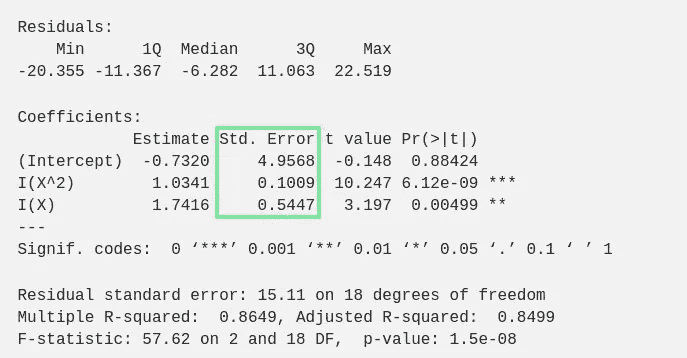 Residuals:
    Min      1Q  Median      3Q     Max
-20.355 -11.367  -6.282  11.063  22.519
Coefficients:
            Estimate Std. Error t value Pr(>|t|)
(Intercept)  -0.7320     4.9568  -0.148  0.88424
I(X^2)        1.0341     0.1009  10.247 6.12e-09 ***
I(X)          1.7416     0.5447   3.197  0.00499 **
---
Signif. codes:  0 ‘***’ 0.001 ‘**’ 0.01 ‘*’ 0.05 ‘.’ 0.1 ‘ ’ 1
Residual standard error: 15.11 on 18 degrees of freedom
Multiple R-squared:  0.8649, Adjusted R-squared:  0.8499
F-statistic: 57.62 on 2 and 18 DF,  p-value: 1.5e-08